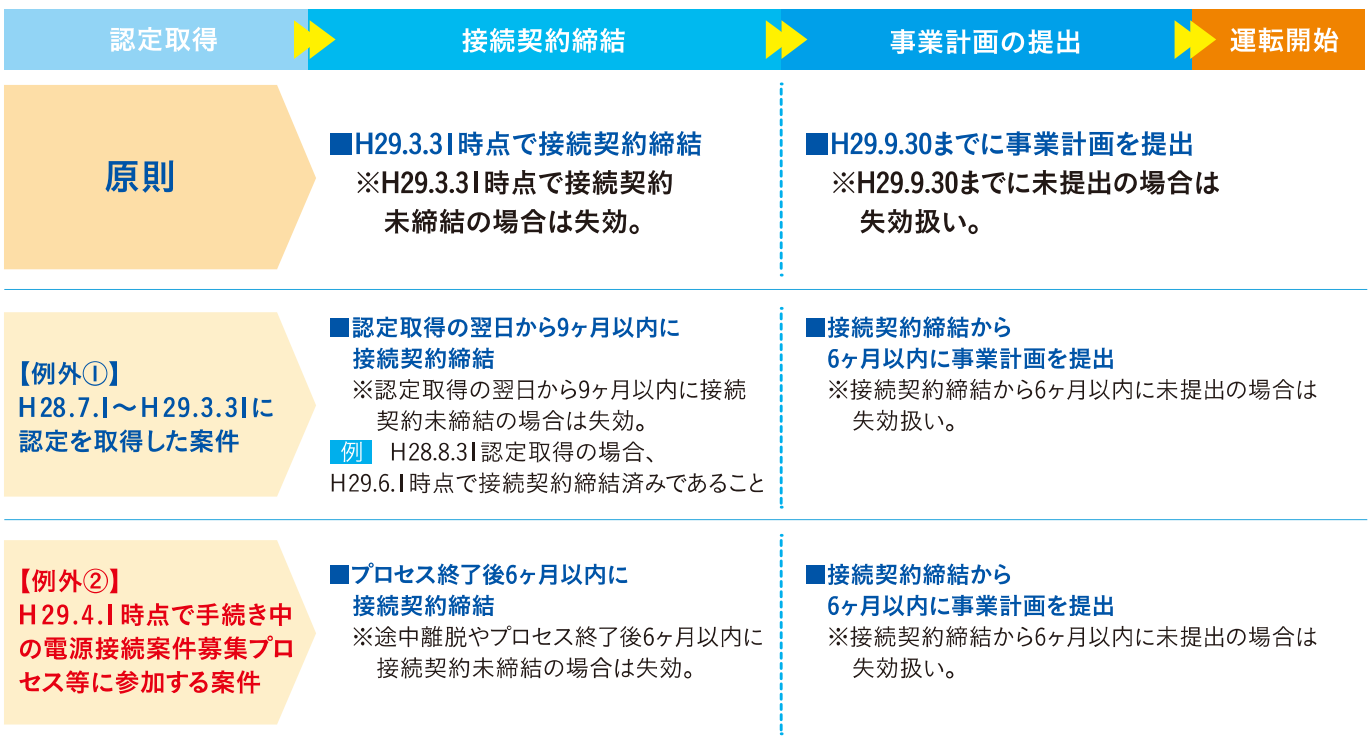 認定取得
接続契約締結
事業計画の提出
運転開始
原則
■H29.3.31時点で接続契約締結
※H29.3.31時点で接続契約
未締結の場合は失効。
■H29.9.30までに事業計画を提出
※H29.9.30までに未提出の場合は
失効扱い。
【例外①】
H28.7.1～H29.3.31に
認定を取得した案件
■認定取得の翌日から9ヶ月以内に
接続契約締結
※認定取得の翌日から9ヶ月以内に接続
契約未締結の場合は失効。
例 H28.8.31認定取得の場合、
H29.6.1時点で接続契約締結済みであること
■接続契約締結から
6ヶ月以内に事業計画を提出
※接続契約締結から6ヶ月以内に未提出の場合は
失効扱い。
【例外②】
H29.4.1時点で手続き中
の電源接続案件募集プロ
セス等に参加する案件
■プロセス終了後6ヶ月以内に
接続契約締結
※途中離脱やプロセス終了後6ヶ月以内に
接続契約未締結の場合は失効。
■接続契約締結から
6ヶ月以内に事業計画を提出
※接続契約締結から6ヶ月以内に未提出の場合は
失効扱い。